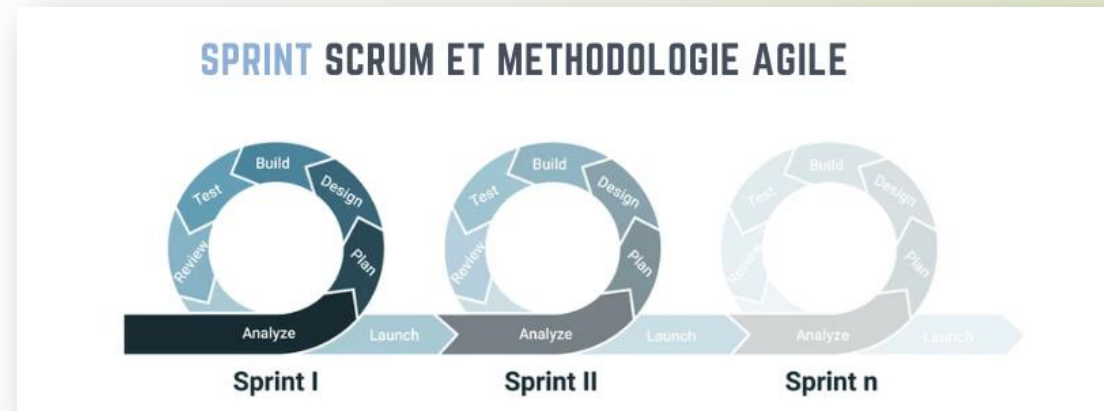 SPRINT SCRUM ET METHODOLOGIE AGILE
Analyze
Plan
Design
Build
Test
Review
Launch
Sprint I
Analyze
Plan
Design
Build
Test
Review
Launch
Sprint II
Analyze
Plan
Design
Build
Test
Review
Launch
Sprint n